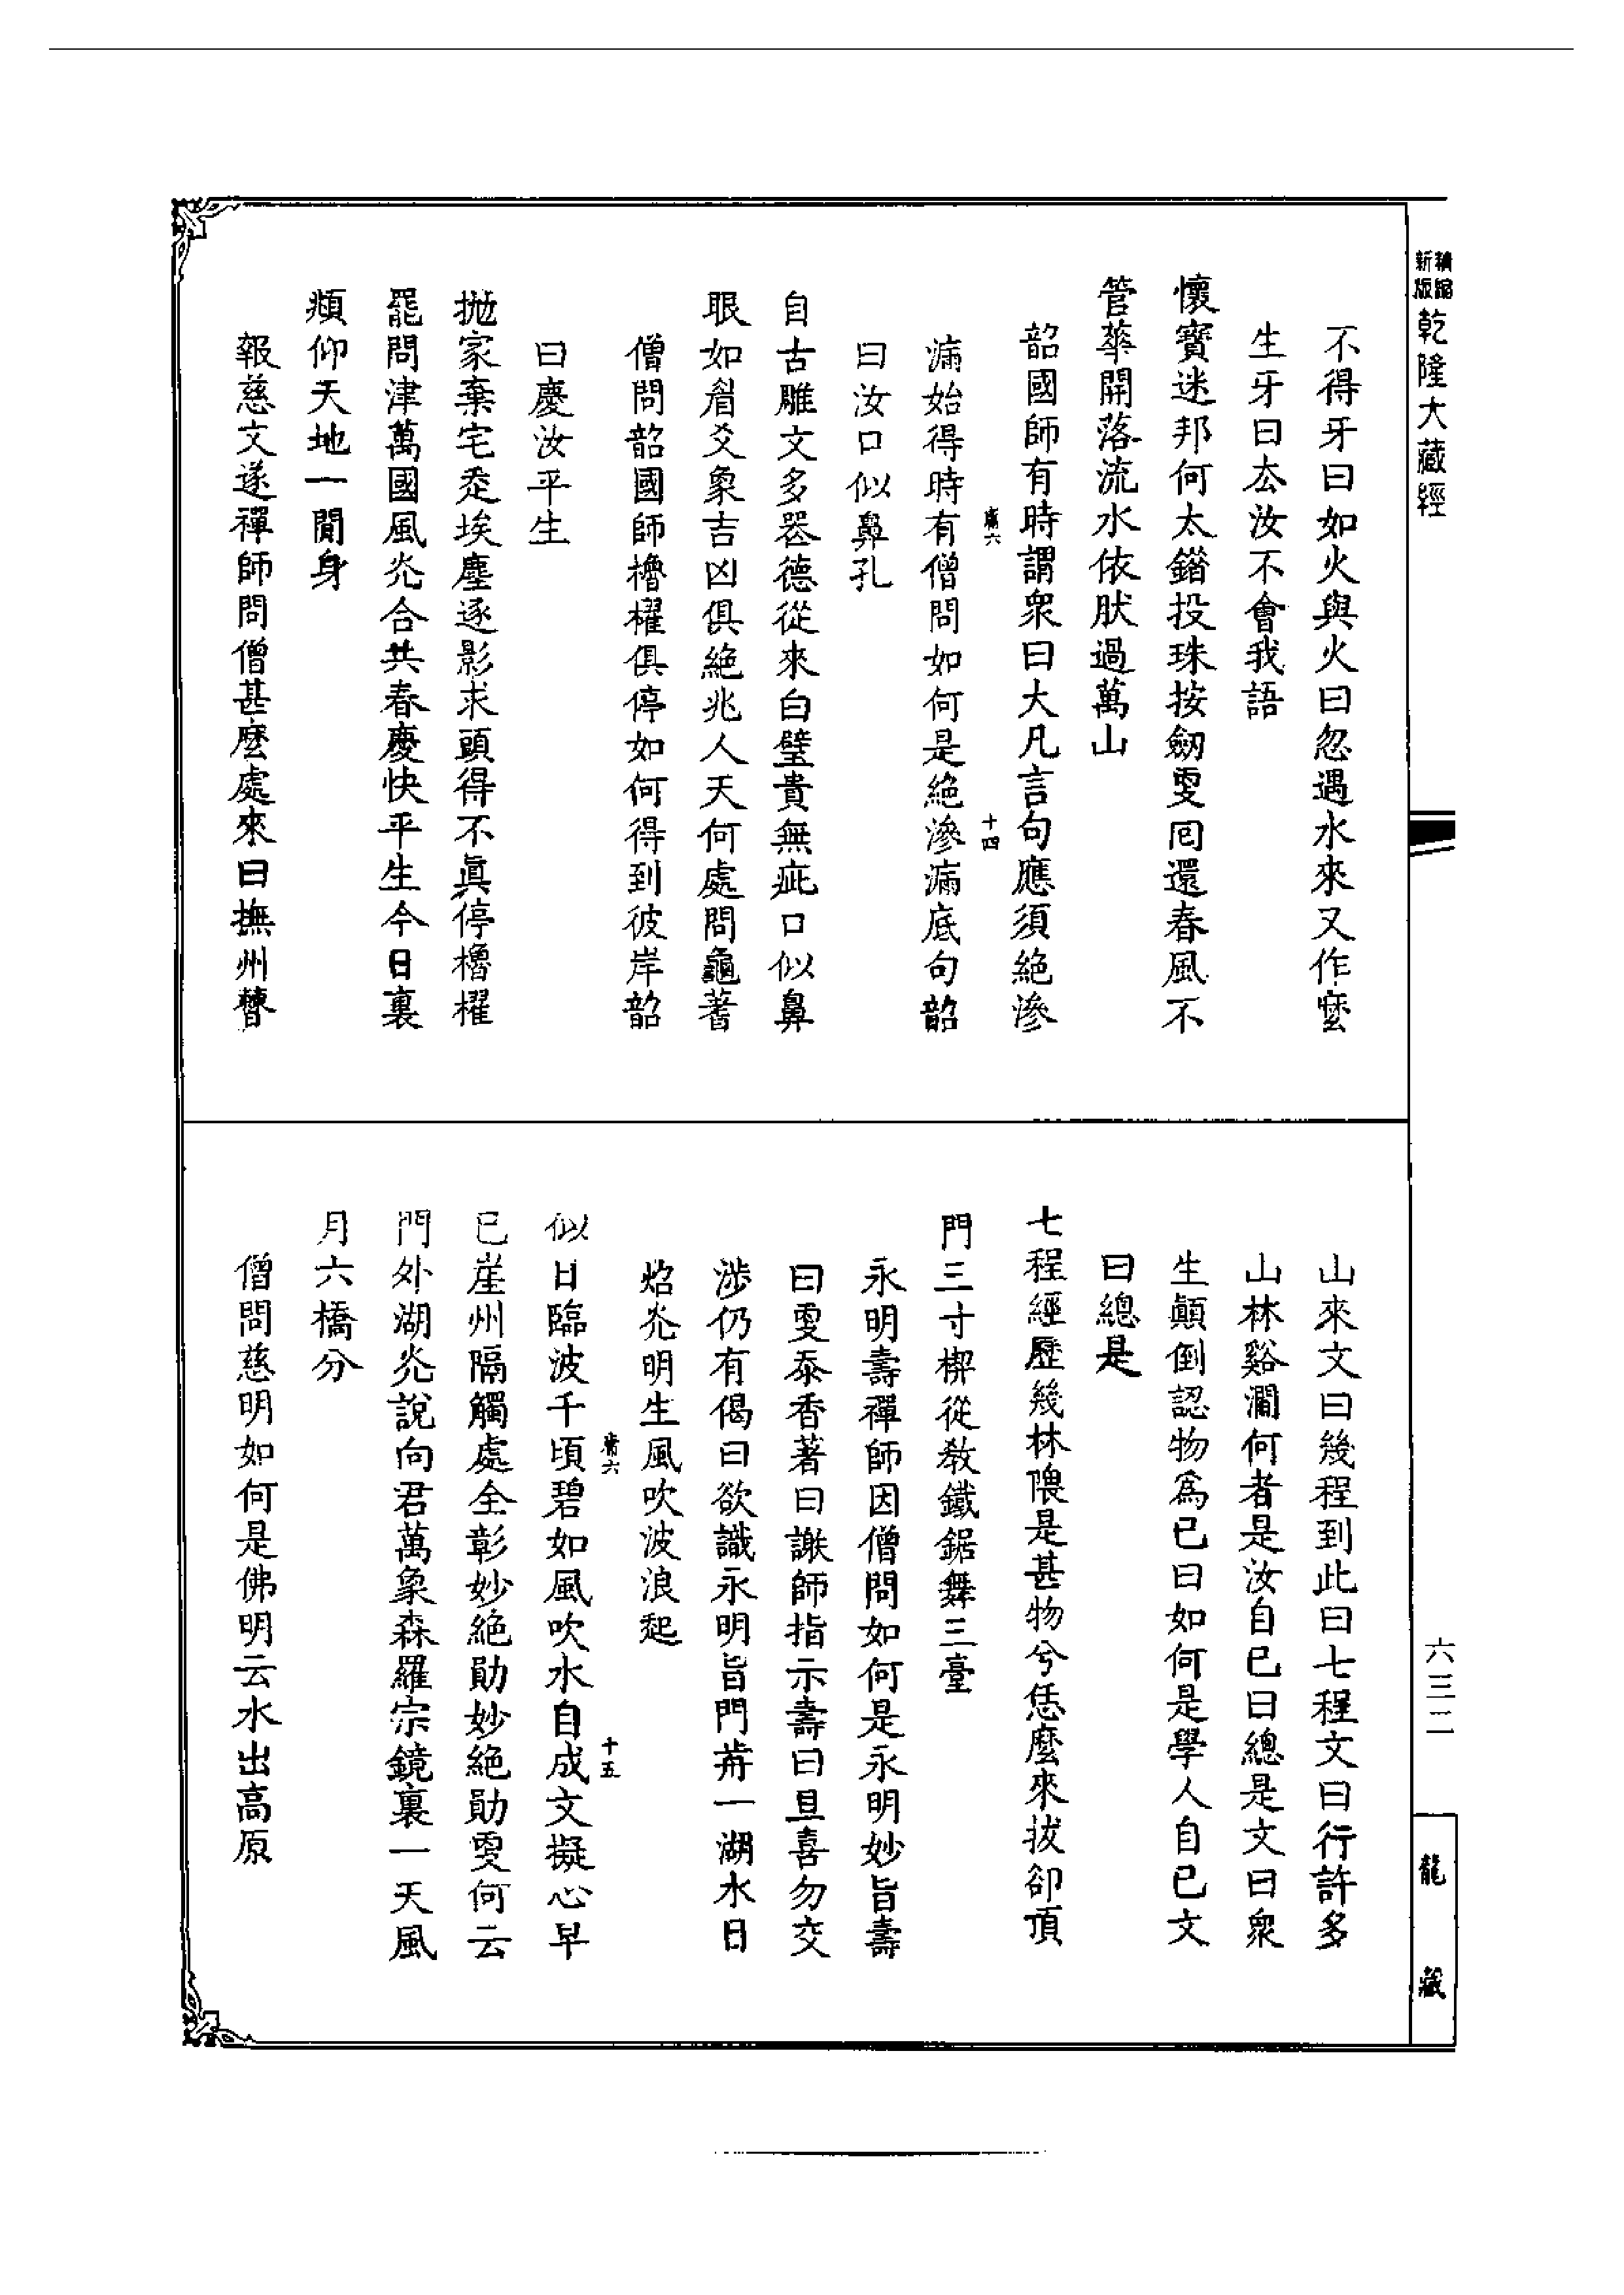 新版
精縮
乾隆大藏經
不得牙曰如火與火曰忽遇水來又作麼
生牙曰厺汝不會我語
懷寶迷邦何太錯投珠按劒叓囘還春風不
管華開落流水依肰過萬山
韶國師有時謂衆曰大凡言句應須絶滲
漏始得時有僧問如何是絶滲漏底句韶
曰汝口似鼻孔
自古雕文多器德從來白璧貴無疵口似鼻
眼如眉爻象吉凶俱絶兆人天何處問龜蓍
僧問韶國師櫓櫂俱停如何得到彼岸韶
曰慶汝平生
抛家棄宅走埃塵逐影求頭得不眞停櫓櫂
罷問津萬國風光合共春慶快平生今日裏
頫仰天地一閒身
報慈文遂禪師問僧甚麼處來曰撫州
十四
山來文曰幾程到此曰七程文曰行許多
山林谿澗何者是汝自已曰總是文曰衆
生顛倒認物爲已曰如何是學人自已文
曰總是
七程經歷幾林隈是甚物兮恁麼來拔卻頂
門三寸楔從教鐵鋸舞三臺
永明壽禪師因僧問如何是永明妙旨壽
曰叓泰香著曰謝師指示壽曰且喜勿交
涉仍有偈曰欲識永明旨門歬一湖水日
炤光明生風吹波浪起
似日臨波千頃碧如風吹水自成文擬心早
已崖州隔觸處全彰妙絶勛妙絶勛叓何云
門外湖光說向君萬象森羅宗鏡裏一天風
月六橋分
僧問慈明如何是佛明云水出高原
十五
六三二
龍藏